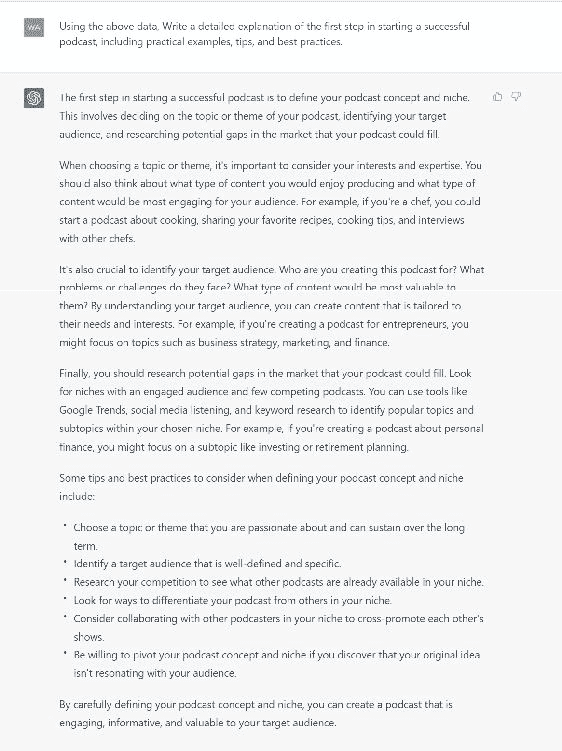 WA
Using the above data, Write a detailed explanation of the first step in starting a successful
podcast, including practical examples, tips, and best practices.
The first step in starting a successful podcast is to define your podcast concept and niche.
This involves deciding on the topic or theme of your podcast, identifying your target
audience, and researching potential gaps in the market that your podcast could fill.
When choosing a topic or theme, it's important to consider your interests and expertise. You
should also think about what type of content you would enjoy producing and what type of
content would be most engaging for your audience. For example, if you're a chef, you could
start a podcast about cooking, sharing your favorite recipes, cooking tips, and interviews
with other chefs.
It's also crucial to identify your target audience. Who are you creating this podcast for? What
problems or challenges do they face? What type of content would be most valuable to
them? By understanding your target audience, you can create content that is tailored to
their needs and interests. For example, if you're creating a podcast for entrepreneurs, you
might focus on topics such as business strategy, marketing, and finance.
Finally, you should research potential gaps in the market that your podcast could fill. Look
for niches with an engaged audience and few competing podcasts. You can use tools like
Google Trends, social media listening, and keyword research to identify popular topics and
subtopics within your chosen niche. For example, if you're creating a podcast about personal
finance, you might focus on a subtopic like investing or retirement planning.
Some tips and best practices to consider when defining your podcast concept and niche
include:
• Choose a topic or theme that you are passionate about and can sustain over the long
term.
• Identify a target audience that is well-defined and specific.
• Research your competition to see what other podcasts are already available in your niche.
• Look for ways to differentiate your podcast from others in your niche.
• Consider collaborating with other podcasters in your niche to cross-promote each other's
shows.
• Be willing to pivot your podcast concept and niche if you discover that your original idea
isn't resonating with your audience.
By carefully defining your podcast concept and niche, you can create a podcast that is
engaging, informative, and valuable to your target audience.